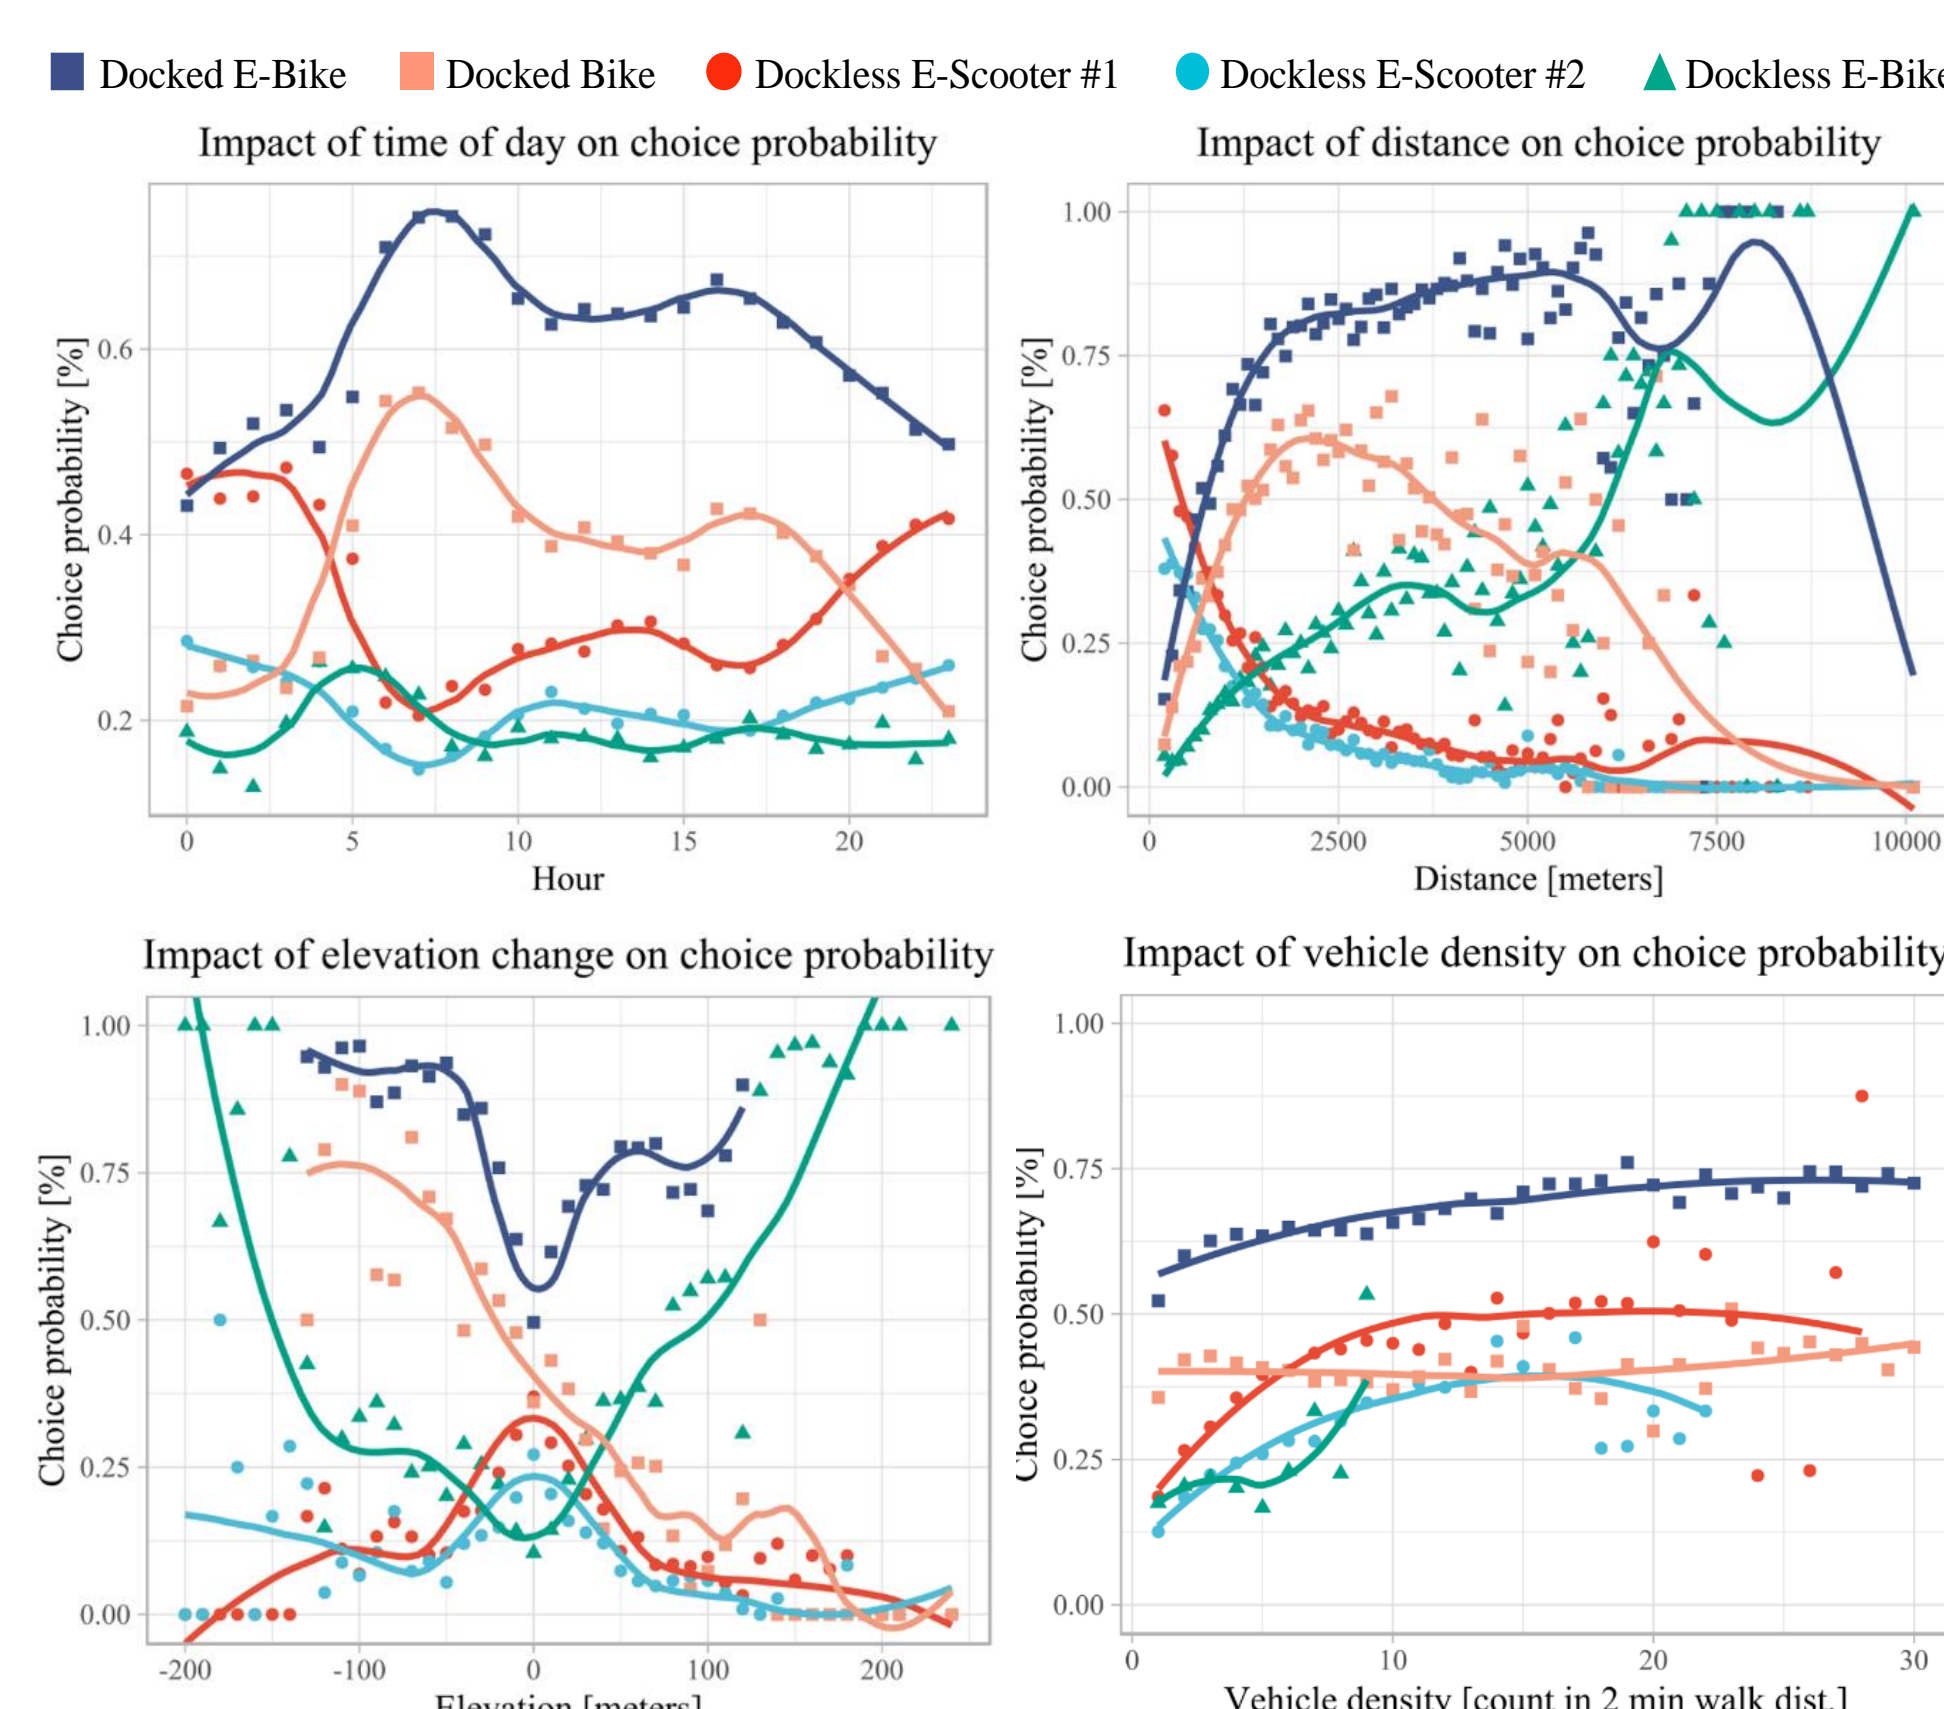 Docked E-Bike Docked Bike Dockless E-Scooter #1 Dockless E-Scooter #2 Dockless E-Bike
Impact of time of day on choice probability
Choice probability [%]
0.6
0.4
0.2
0 5 10 15 20
Hour
Impact of distance on choice probability
Choice probability [%]
1.00
0.75
0.50
0.25
0.00
0 2500 5000 7500 10000
Distance [meters]
Impact of elevation change on choice probability
Choice probability [%]
1.00
0.75
0.50
0.25
0.00
-200 -100 0 100 200
Elevation [meters]
Impact of vehicle density on choice probability
Choice probability [%]
1.00
0.75
0.50
0.25
0.00
0 10 20 30
Vehicle density [count in 2 min walk dist.]